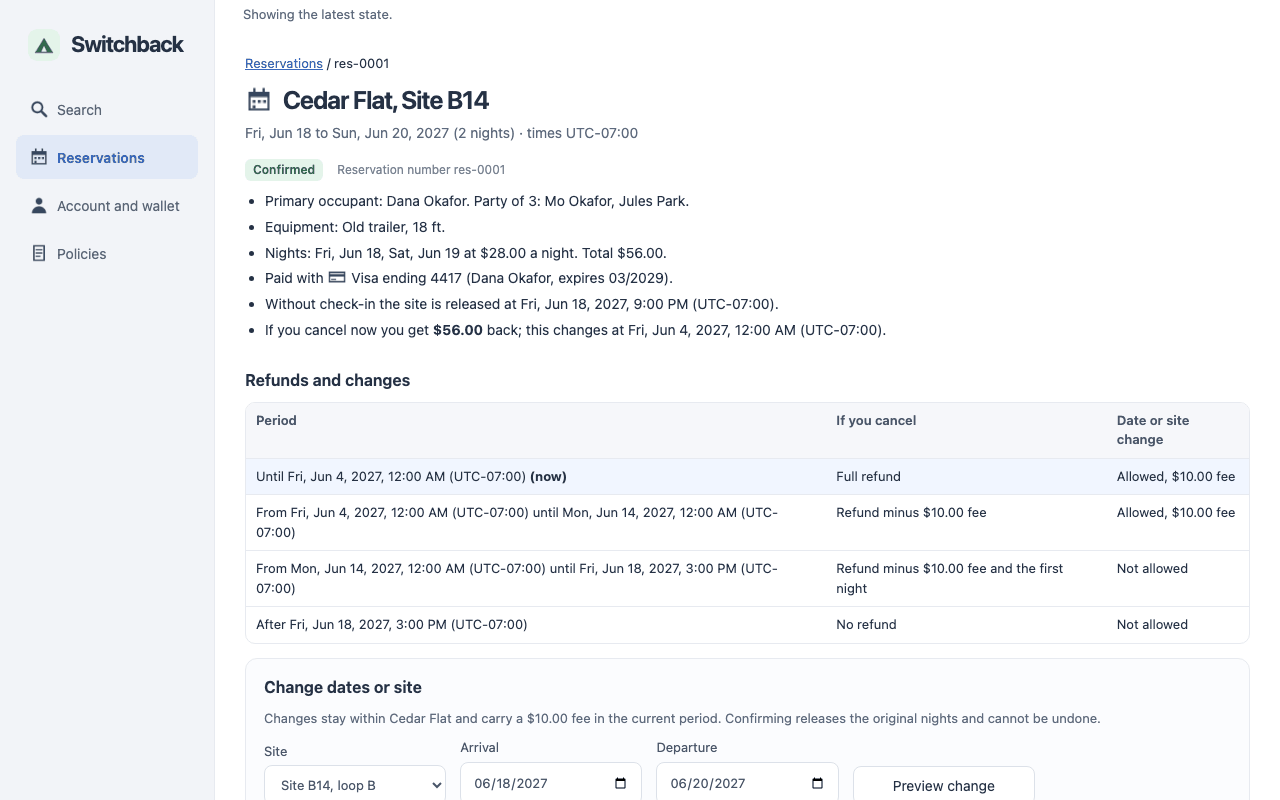 Showing the latest state.
Switchback
Search
Reservations
Account and wallet
Policies
Reservations / res-0001
Cedar Flat, Site B14
Fri, Jun 18 to Sun, Jun 20, 2027 (2 nights) · times UTC-07:00
Confirmed Reservation number res-0001
• Primary occupant: Dana Okafor. Party of 3: Mo Okafor, Jules Park.
• Equipment: Old trailer, 18 ft.
• Nights: Fri, Jun 18, Sat, Jun 19 at $28.00 a night. Total $56.00.
• Paid with Visa ending 4417 (Dana Okafor, expires 03/2029).
• Without check-in the site is released at Fri, Jun 18, 2027, 9:00 PM (UTC-07:00).
• If you cancel now you get $56.00 back; this changes at Fri, Jun 4, 2027, 12:00 AM (UTC-07:00).
Refunds and changes
Period If you cancel Date or site
change
Until Fri, Jun 4, 2027, 12:00 AM (UTC-07:00) (now) Full refund Allowed, $10.00 fee
From Fri, Jun 4, 2027, 12:00 AM (UTC-07:00) until Mon, Jun 14, 2027, 12:00 AM (UTC- Refund minus $10.00 fee Allowed, $10.00 fee
07:00)
From Mon, Jun 14, 2027, 12:00 AM (UTC-07:00) until Fri, Jun 18, 2027, 3:00 PM (UTC- Refund minus $10.00 fee and the first Not allowed
07:00) night
After Fri, Jun 18, 2027, 3:00 PM (UTC-07:00) No refund Not allowed
Change dates or site
Changes stay within Cedar Flat and carry a $10.00 fee in the current period. Confirming releases the original nights and cannot be undone.
Site Arrival Departure
Site B14, loop B 06/18/2027 06/20/2027 Preview change